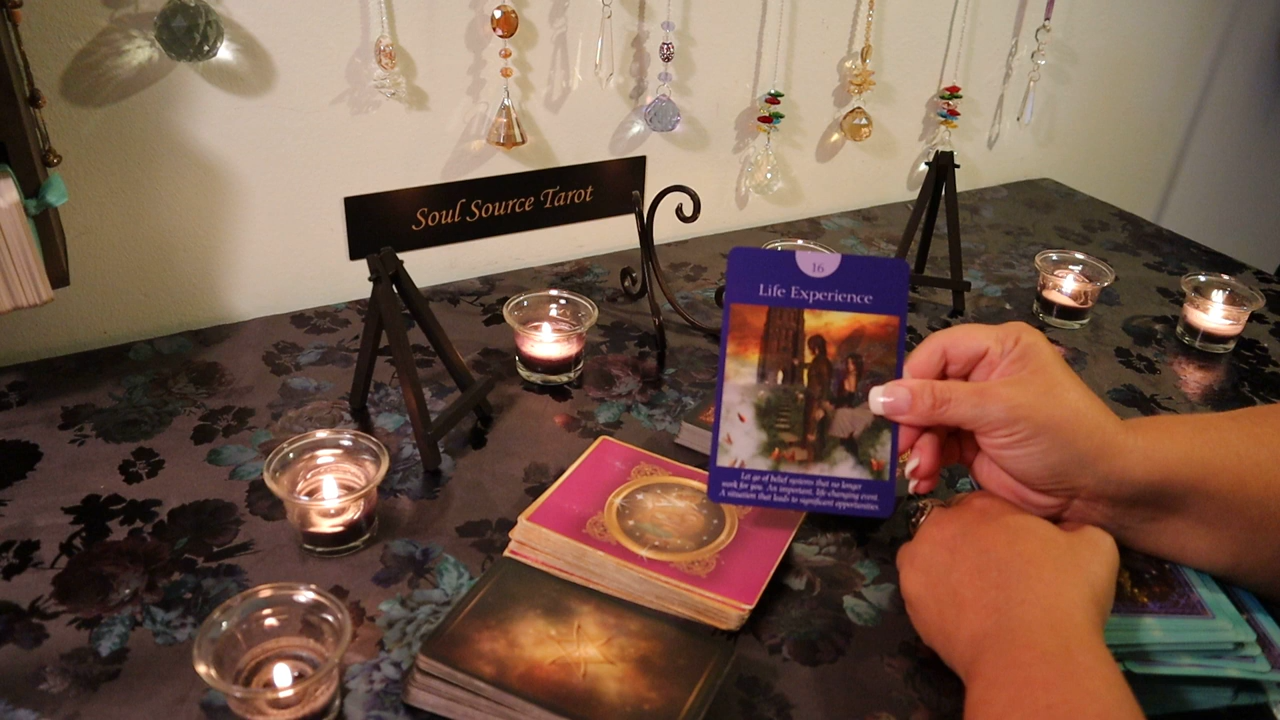 Soul Source Tarot
16
Life Experience
Let go of belief systems that no longer
work for you. An important, life-changing event.
A situation that leads to significant opportunities.